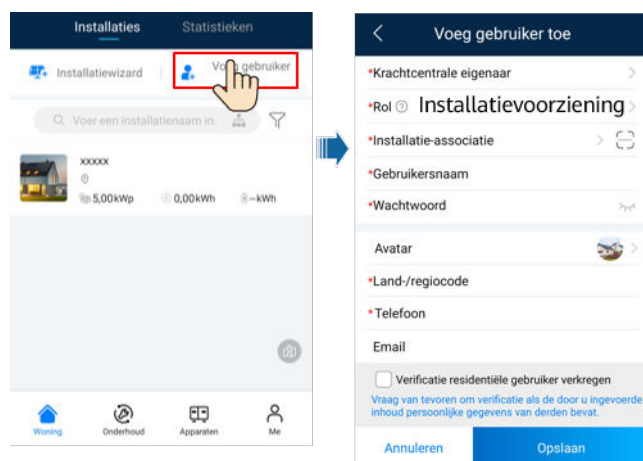 Installaties Statistieken
Installatiewizard Voeg gebruiker
Voer een installatienaam in.
xxxxx
5,00kWp 0,00kWh --kWh
Woning Onderhoud Apparaten Me
Voeg gebruiker toe
*Krachtcentrale eigenaar
*Rol Installatievoorziening
*Installatie-associatie
*Gebruikersnaam
*Wachtwoord
Avatar
*Land-/regiocode
*Telefoon
Email
Verificatie residentiële gebruiker verkregen
Vraag van tevoren om verificatie als de door u ingevoerde
inhoud persoonlijke gegevens van derden bevat.
Annuleren Opslaan